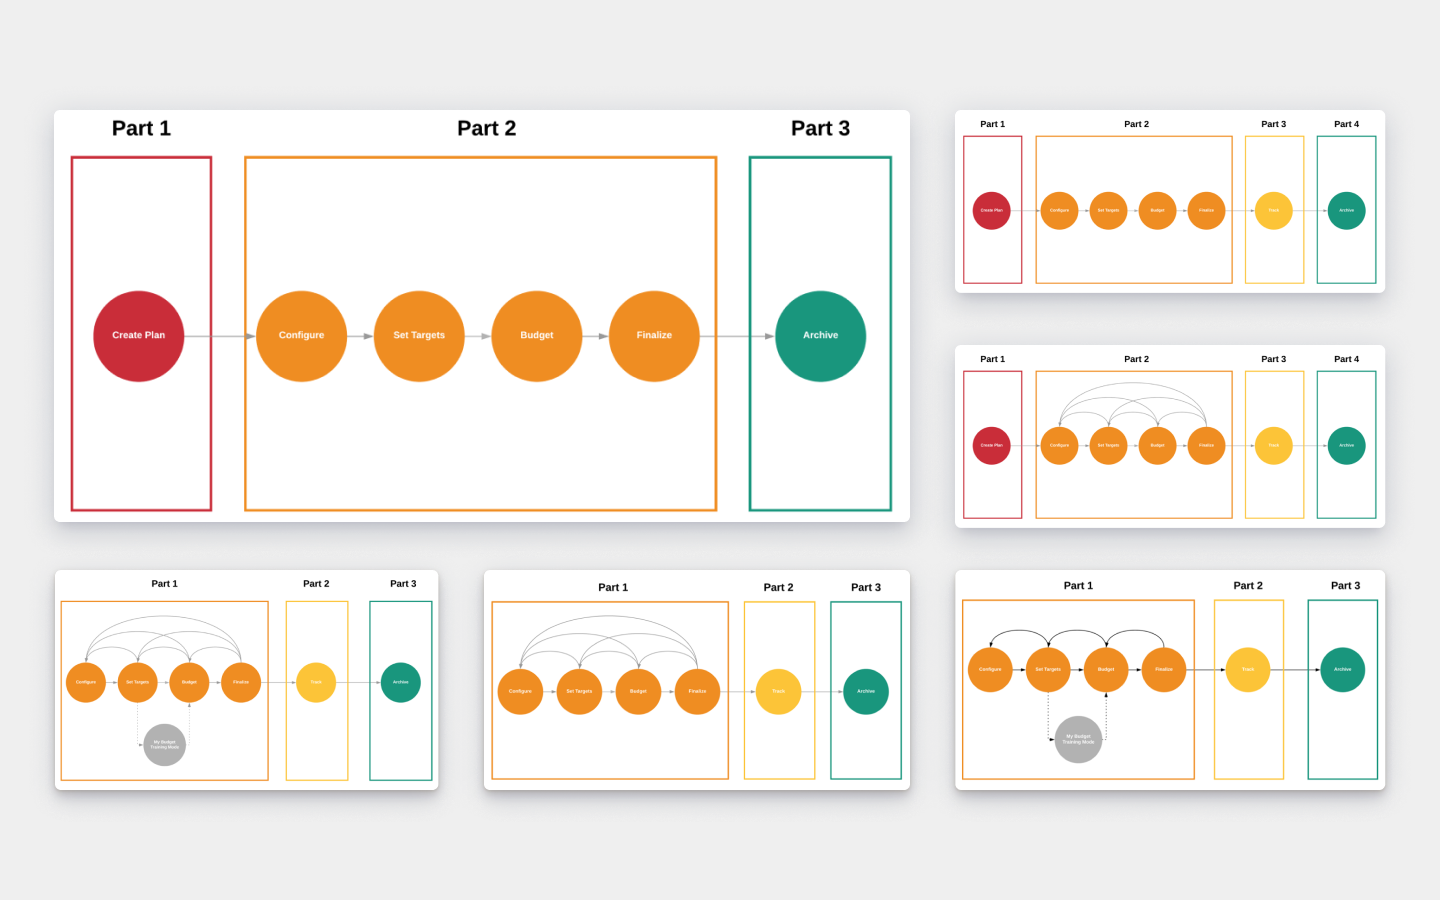 Part 1
Part 2
Part 3
Create Plan
Configure
Set Targets
Budget
Finalize
Archive
Part 1
Part 2
Part 3
Part 4
Create Plan
Configure
Set Targets
Budget
Finalize
Track
Archive
Part 1
Part 2
Part 3
Part 4
Create Plan
Configure
Set Targets
Budget
Finalize
Track
Archive
Part 1
Part 2
Part 3
Configure
Set Targets
Budget
Finalize
Track
Archive
My Budget
Training Mode
Part 1
Part 2
Part 3
Configure
Set Targets
Budget
Finalize
Track
Archive
Part 1
Part 2
Part 3
Configure
Set Targets
Budget
Finalize
Track
Archive
My Budget
Training Mode